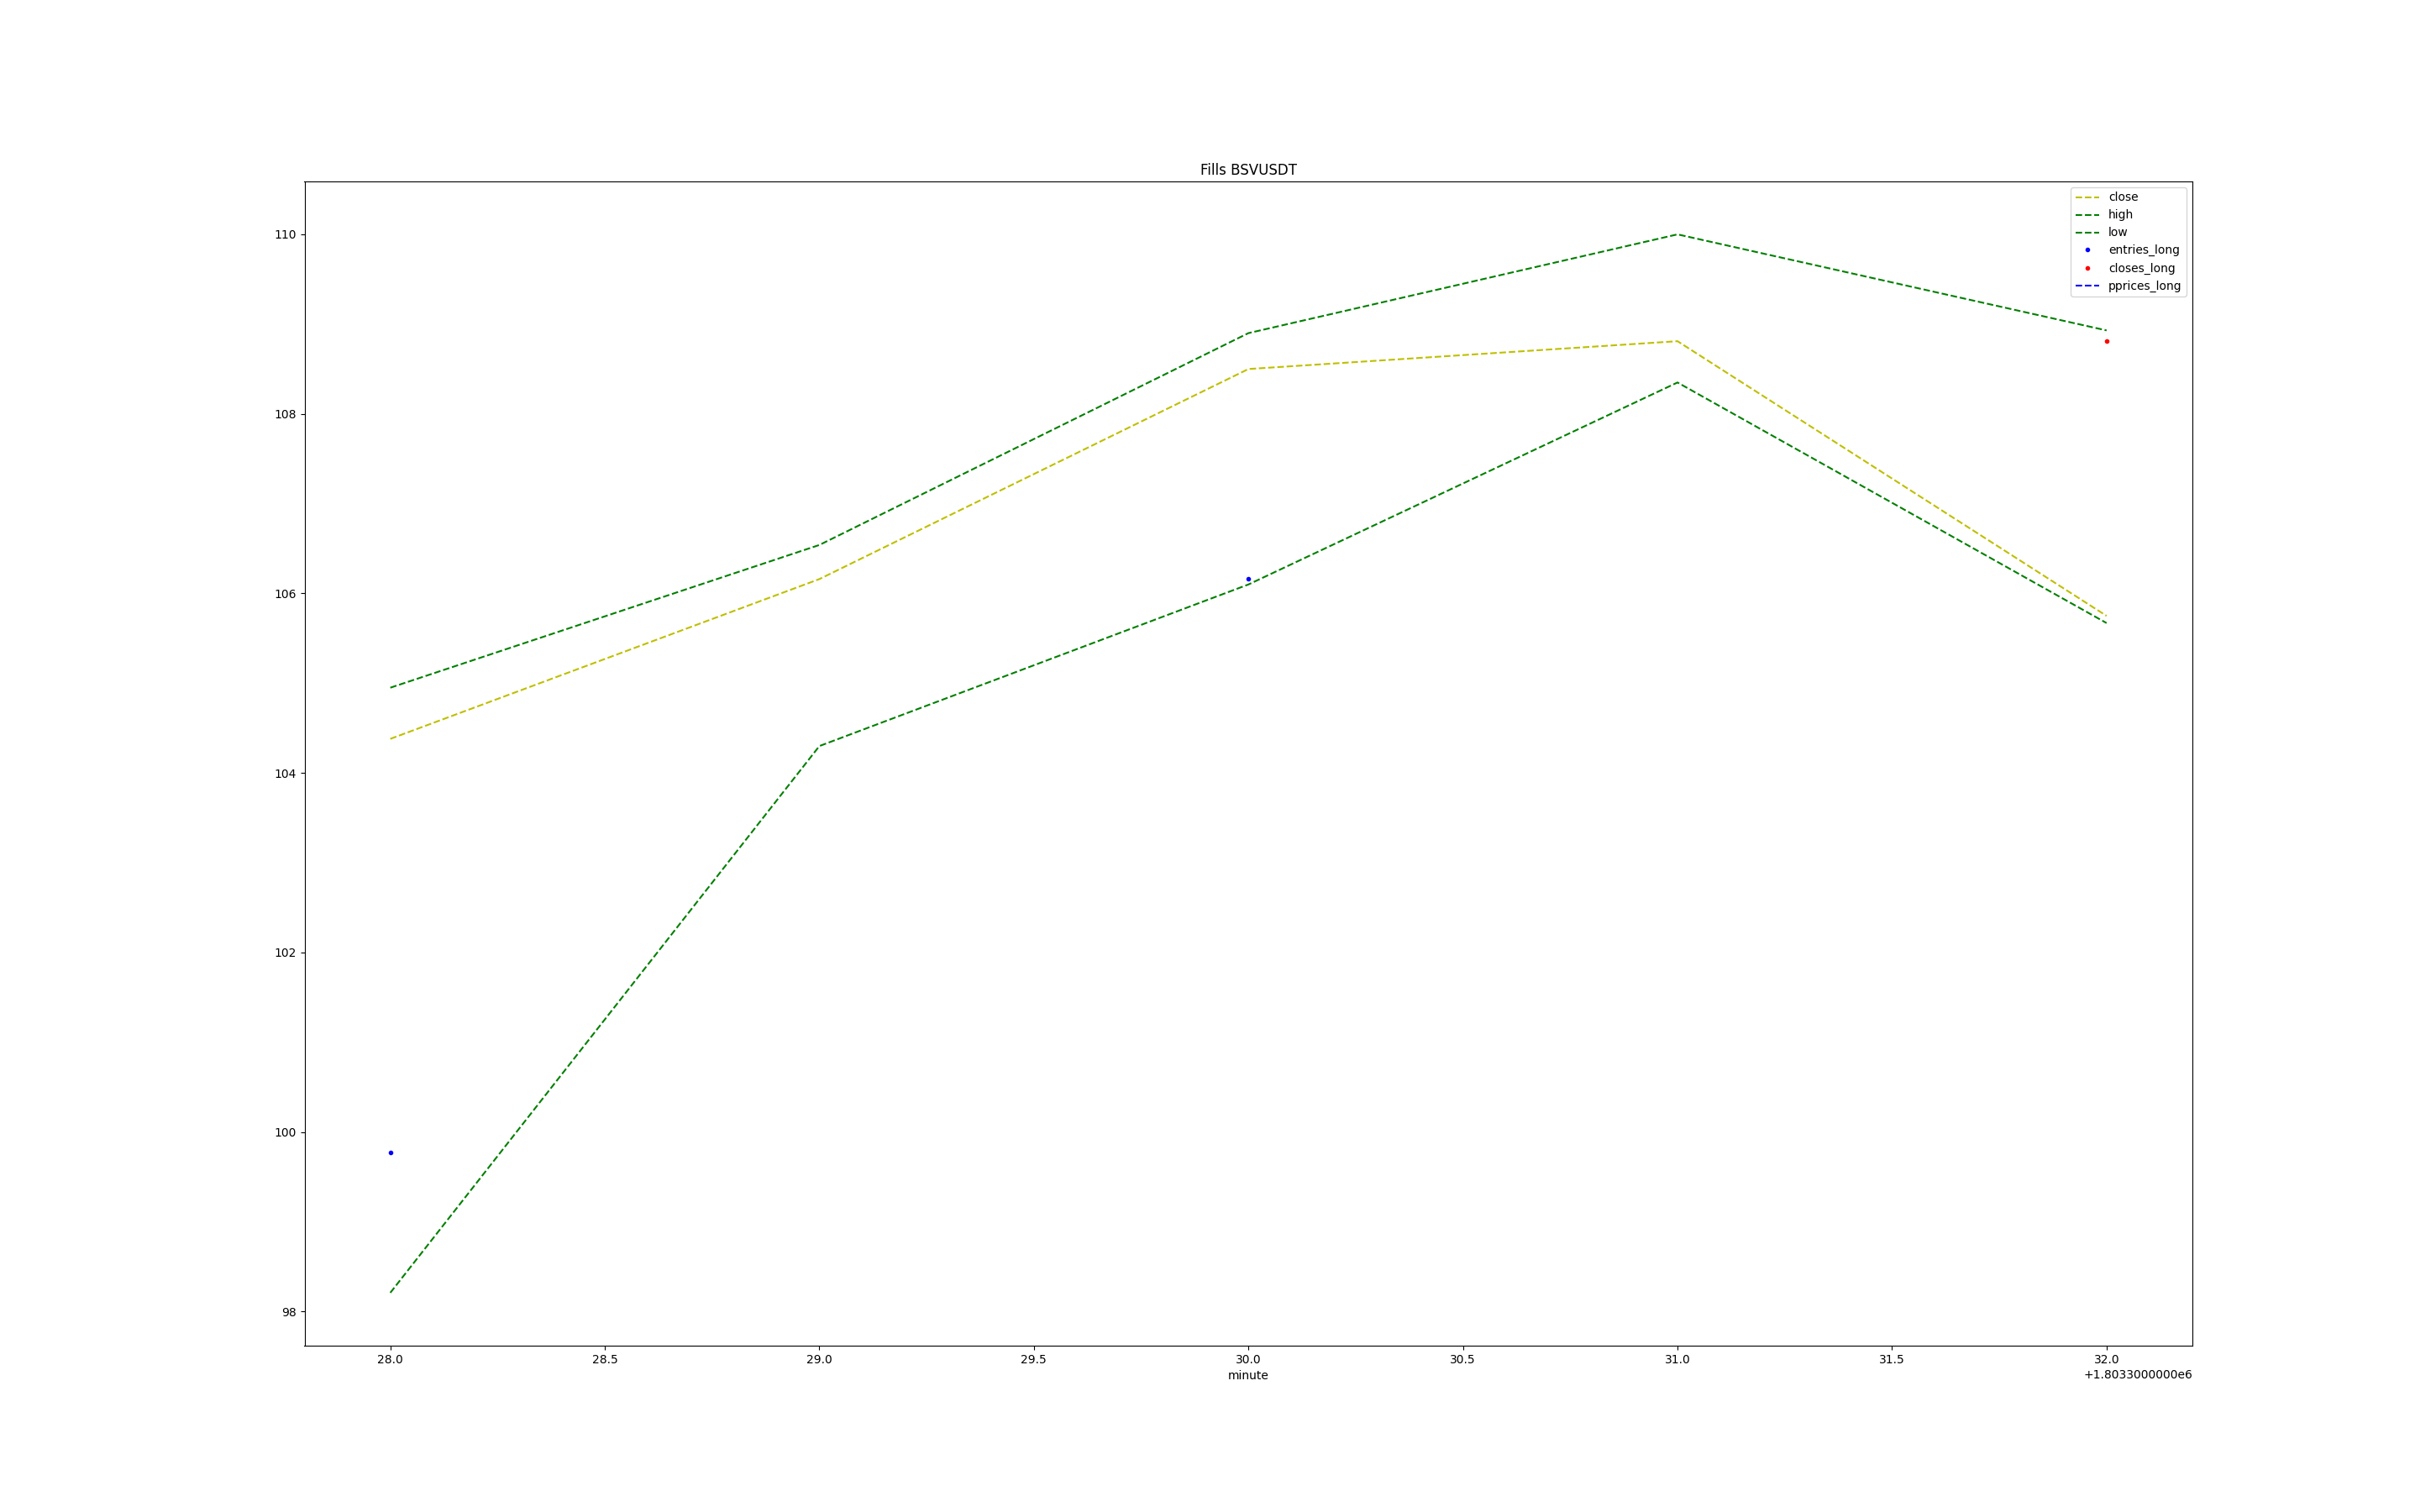 Fills BSVUSDT
close
high
low
entries_long
closes_long
pprices_long
110
108
106
104
102
100
98
28.0 28.5 29.0 29.5 30.0 30.5 31.0 31.5 32.0
minute
+1.8033000000e6